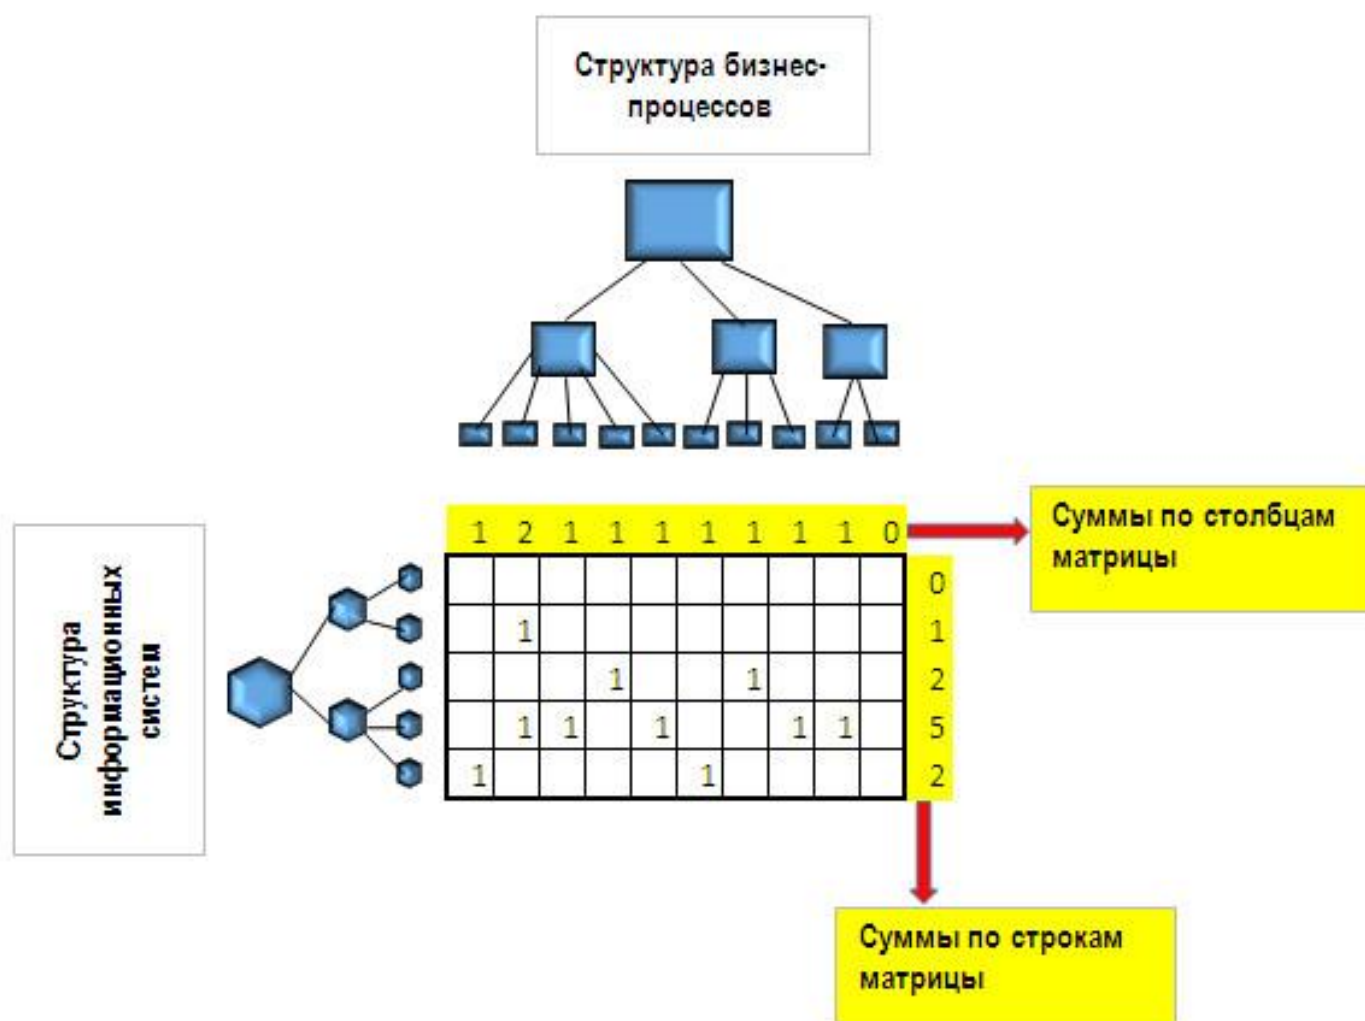 Структура бизнес-
процессов
Структура
информационных
систем
1 2 1 1 1 1 1 1 1 0
Суммы по столбцам
матрицы
0
1 1
1 1 2
1 1 1 1 1 5
1 1 2
Суммы по строкам
матрицы